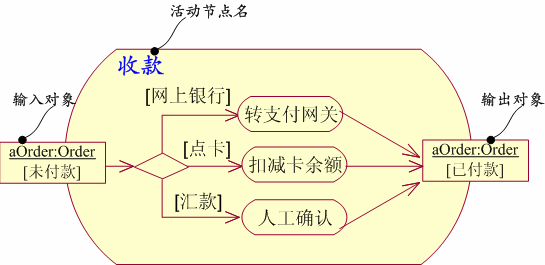 活动节点名
收款
输入对象
输出对象
[网上银行]
转支付网关
aOrder:Order
[未付款]
[点卡]
扣减卡余额
aOrder:Order
[已付款]
[汇款]
人工确认